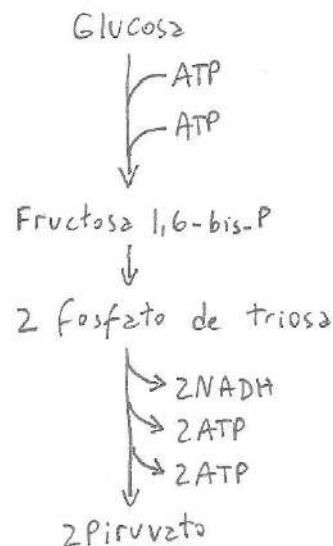 Glucosa
ATP
ATP
Fructosa 1,6-bis-P
2 fosfato de triosa
2NADH
2ATP
2ATP
2Piruvato